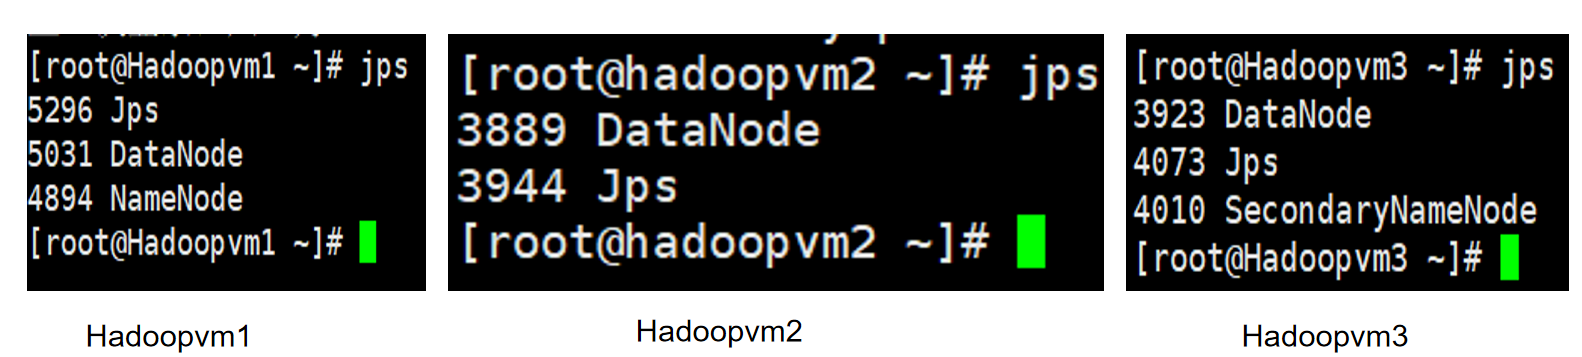 [root@Hadoopvm1 ~]# jps
5296 Jps
5031 DataNode
4894 NameNode
[root@Hadoopvm1 ~]#
Hadoopvm1
[root@hadoopvm2 ~]# jps
3889 DataNode
3944 Jps
[root@hadoopvm2 ~]#
Hadoopvm2
[root@Hadoopvm3 ~]# jps
3923 DataNode
4073 Jps
4010 SecondaryNameNode
[root@Hadoopvm3 ~]#
Hadoopvm3